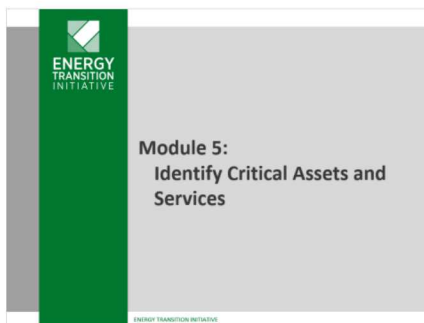 ENERGY
TRANSITION
INITIATIVE
Module 5:
Identify Critical Assets and
Services
ENERGY TRANSITION INITIATIVE